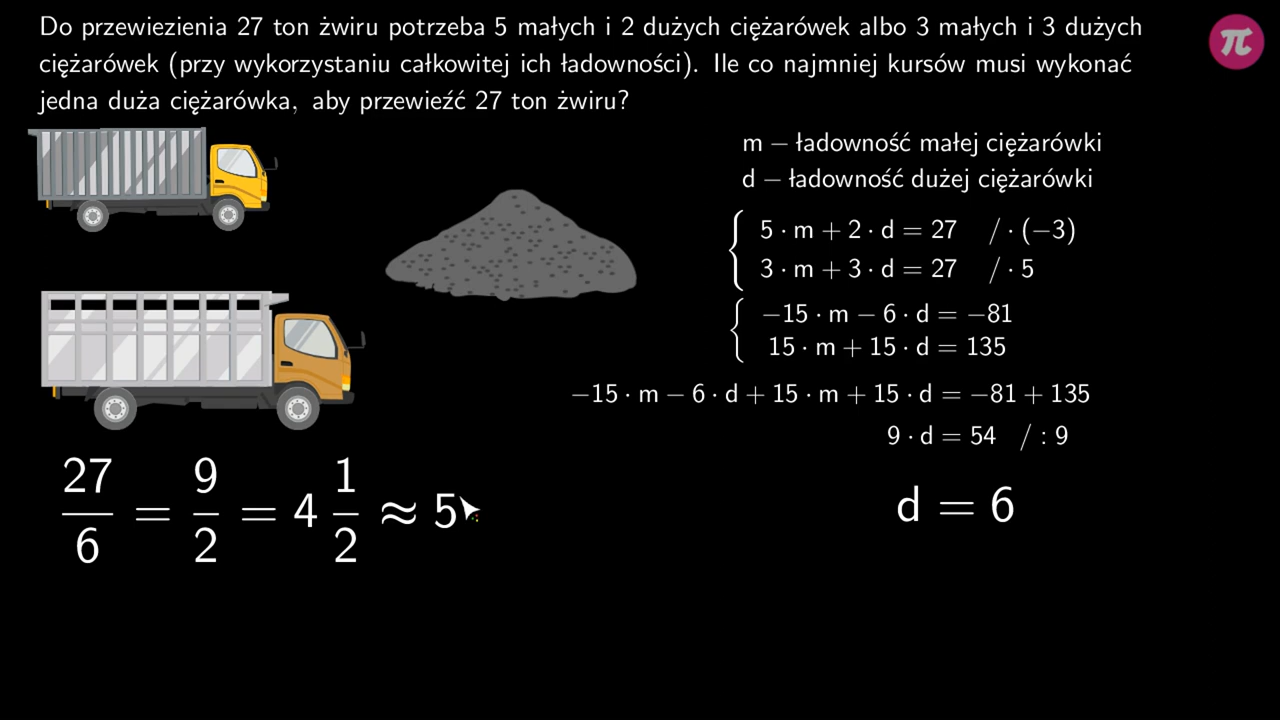 Do przewiezienia 27 ton żwiru potrzeba 5 małych i 2 dużych ciężarówek albo 3 małych i 3 dużych
ciężarówek (przy wykorzystaniu całkowitej ich ładowności). Ile co najmniej kursów musi wykonać
jedna duża ciężarówka, aby przewieźć 27 ton żwiru?
π
m – ładowność małej ciężarówki
d – ładowność dużej ciężarówki
5 · m + 2 · d = 27 / · (−3)
3 · m + 3 · d = 27 / · 5
−15 · m − 6 · d = −81
15 · m + 15 · d = 135
−15 · m − 6 · d + 15 · m + 15 · d = −81 + 135
9 · d = 54 / : 9
d = 6
27/6 = 9/2 = 4 1/2 ≈ 5